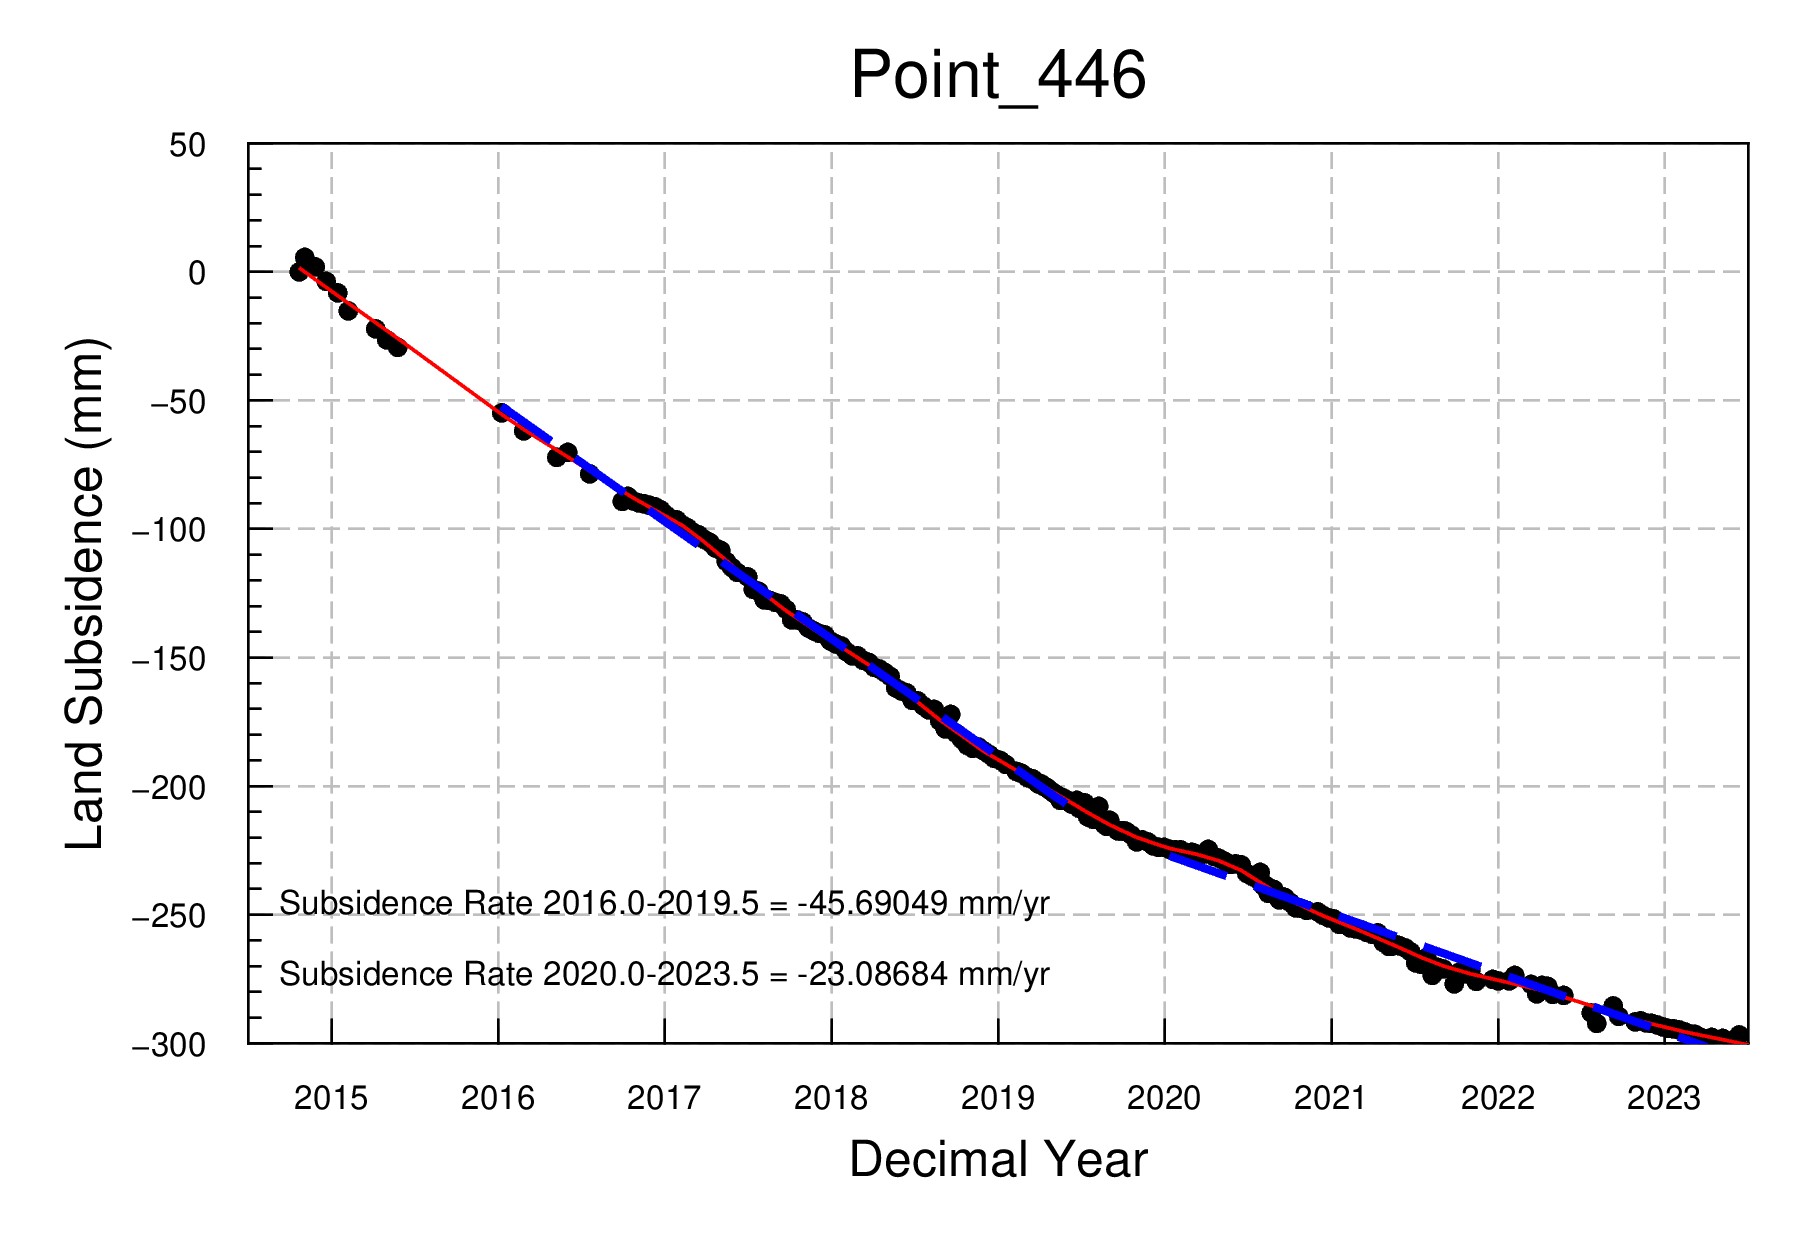 Point_446
50
0
−50
−100
−150
−200
−250
−300
Land Subsidence (mm)
Subsidence Rate 2016.0-2019.5 = -45.69049 mm/yr
Subsidence Rate 2020.0-2023.5 = -23.08684 mm/yr
2015 2016 2017 2018 2019 2020 2021 2022 2023
Decimal Year